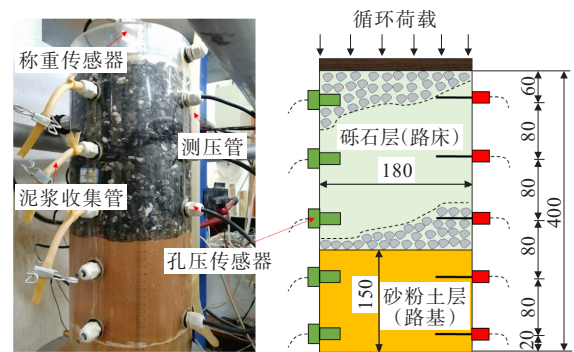 称重传感器
泥浆收集管
测压管
孔压传感器
循环荷载
砾石层(路床)
180
砂粉土层
(路基)
150
60
80
80
80
80
20
400